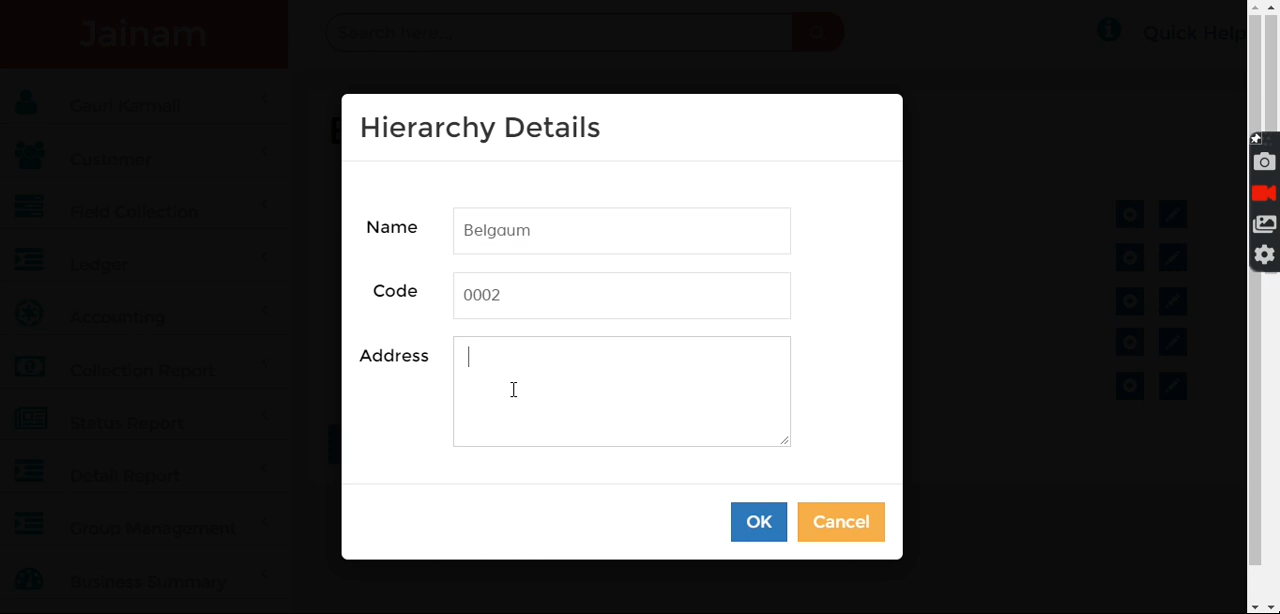 Jainam
Search here...
Quick Help
Gauri Karmali
Customer
Field Collection
Ledger
Accounting
Collection Report
Status Report
Detail Report
Group Management
Business Summary
Hierarchy Details
Name
Belgaum
Code
0002
Address
OK
Cancel